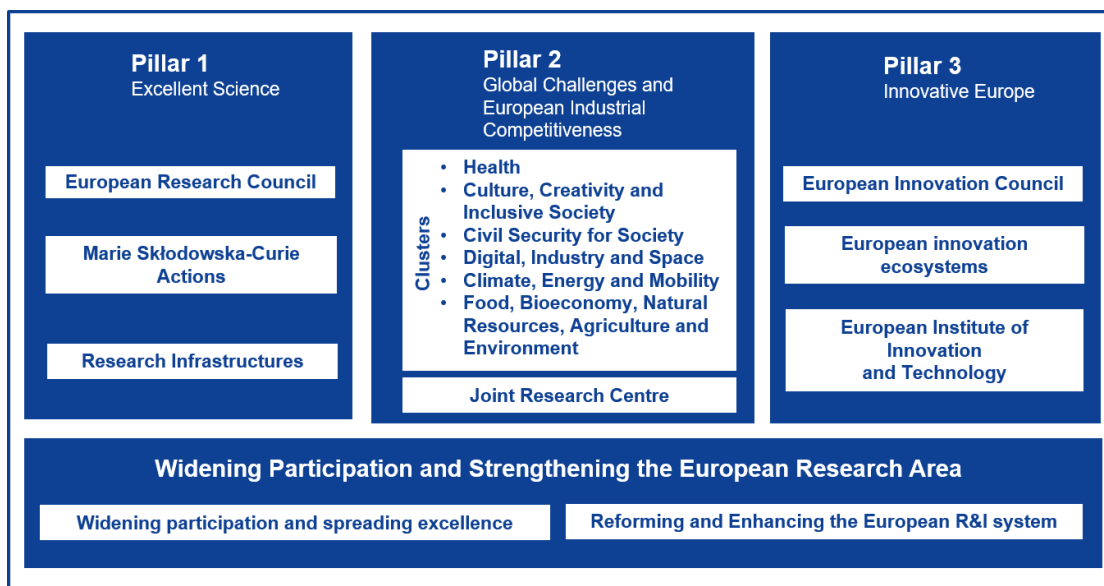 Pillar 1
Excellent Science
European Research Council
Marie Skłodowska-Curie
Actions
Research Infrastructures
Pillar 2
Global Challenges and
European Industrial
Competitiveness
Clusters
• Health
• Culture, Creativity and
Inclusive Society
• Civil Security for Society
• Digital, Industry and Space
• Climate, Energy and Mobility
• Food, Bioeconomy, Natural
Resources, Agriculture and
Environment
Joint Research Centre
Pillar 3
Innovative Europe
European Innovation Council
European innovation
ecosystems
European Institute of
Innovation
and Technology
Widening Participation and Strengthening the European Research Area
Widening participation and spreading excellence
Reforming and Enhancing the European R&I system